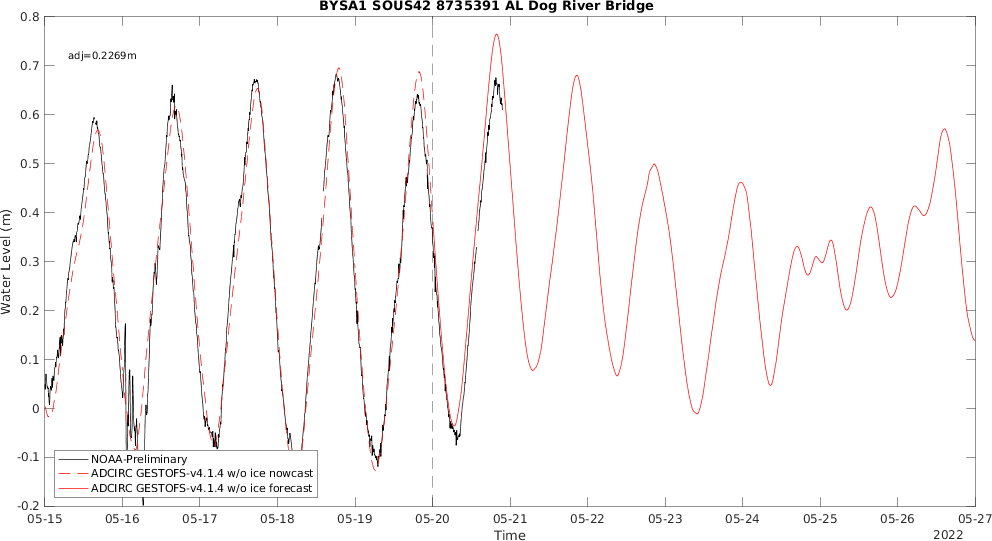 BYSA1 SOUS42 8735391 AL Dog River Bridge
adj=0.2269m
Water Level (m)
0.8
0.7
0.6
0.5
0.4
0.3
0.2
0.1
0
-0.1
-0.2
NOAA-Preliminary
ADCIRC GESTOFS-v4.1.4 w/o ice nowcast
ADCIRC GESTOFS-v4.1.4 w/o ice forecast
05-15 05-16 05-17 05-18 05-19 05-20 05-21 05-22 05-23 05-24 05-25 05-26 05-27
Time
2022